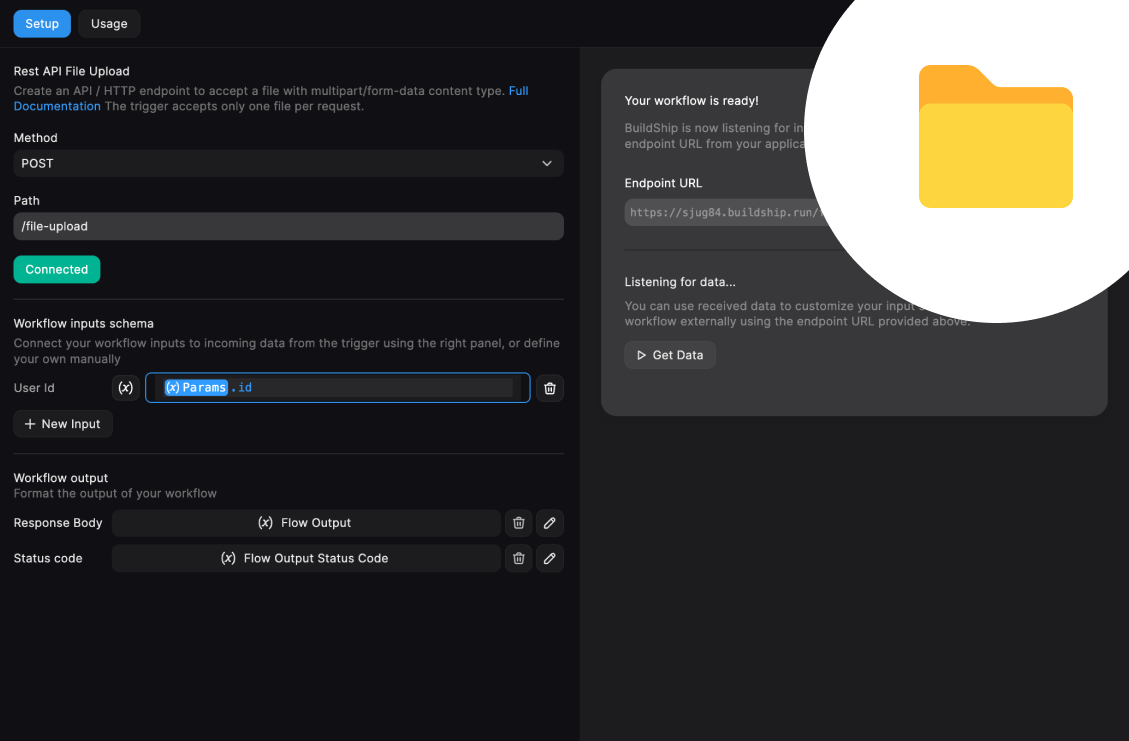 Setup
Usage
Rest API File Upload
Create an API / HTTP endpoint to accept a file with multipart/form-data content type. Full
Documentation The trigger accepts only one file per request.
Method
POST
Path
/file-upload
Connected
Workflow inputs schema
Connect your workflow inputs to incoming data from the trigger using the right panel, or define
your own manually
User Id
(x)
(x) Params .id
+ New Input
Workflow output
Format the output of your workflow
Response Body
(x) Flow Output
Status code
(x) Flow Output Status Code
Your workflow is ready!
BuildShip is now listening for
endpoint URL from your
Endpoint URL
https://sjug84.buildship.run/
Listening for data...
You can use received data to customize your input
workflow externally using the endpoint URL provided above.
Get Data